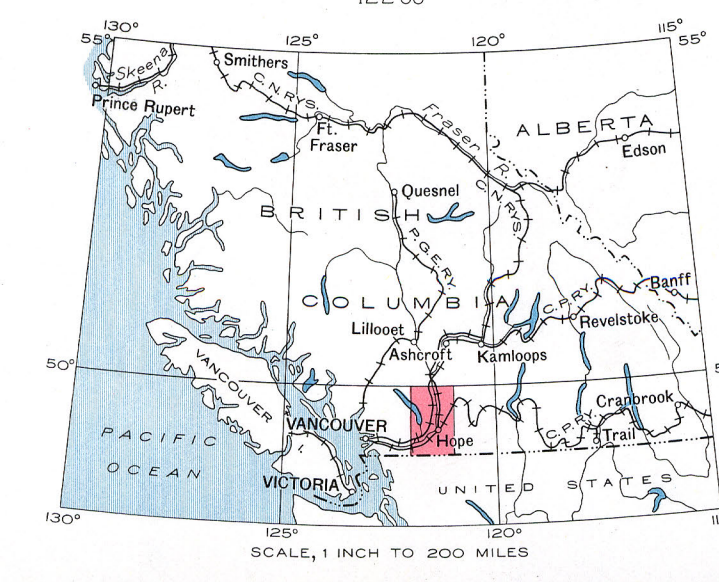 130°
125°
120°
115°
55°
55°
Smithers
Skeena
R.
C.N.RYS.
Prince Rupert
Ft.
Fraser
Fraser R.
ALBERTA
Edson
Quesnel
C.N.RYS.
BRITISH
P.G.E.RY.
COLUMBIA
C.P.RY.
Banff
Lillooet
Revelstoke
Ashcroft
Kamloops
50°
5
VANCOUVER
I.
Cranbrook
VANCOUVER
C.P.RY.
Trail
Hope
PACIFIC
OCEAN
VICTORIA
UNITED STATES
130°
125°
120°
11
SCALE, 1 INCH TO 200 MILES